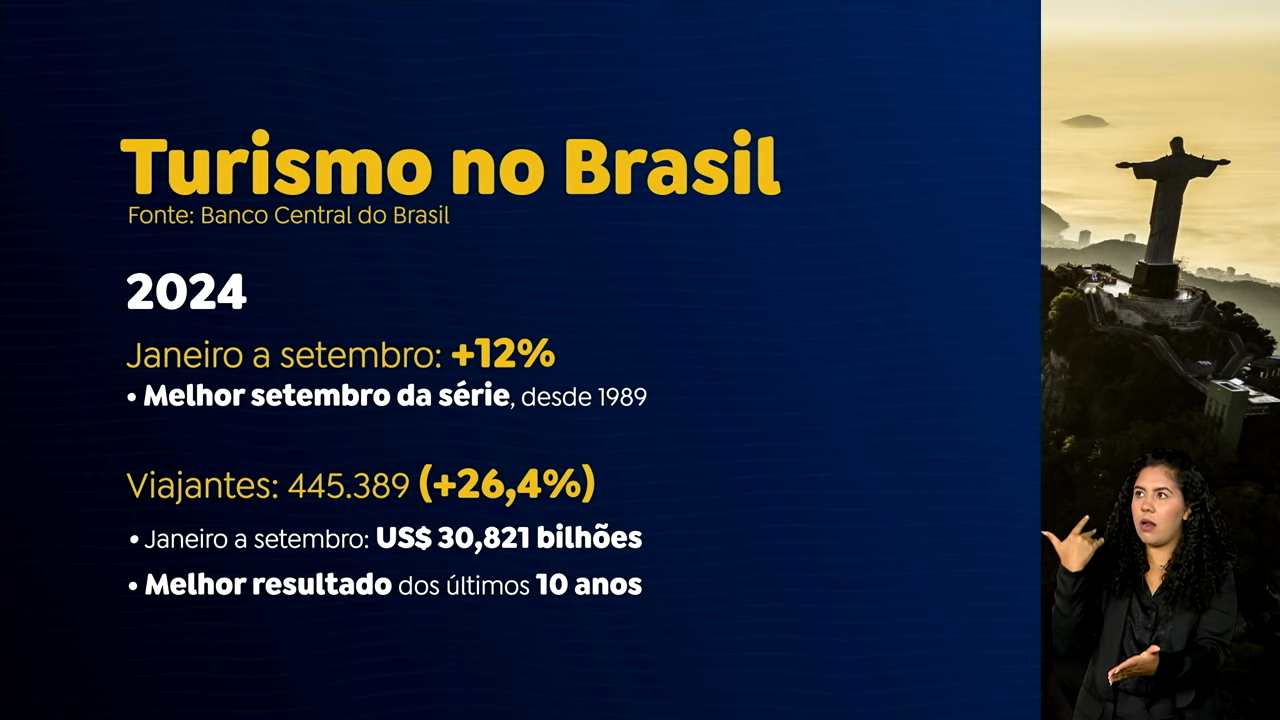 Turismo no Brasil
Fonte: Banco Central do Brasil
2024
Janeiro a setembro: +12%
• Melhor setembro da série, desde 1989
Viajantes: 445.389 (+26,4%)
• Janeiro a setembro: US$ 30,821 bilhões
• Melhor resultado dos últimos 10 anos